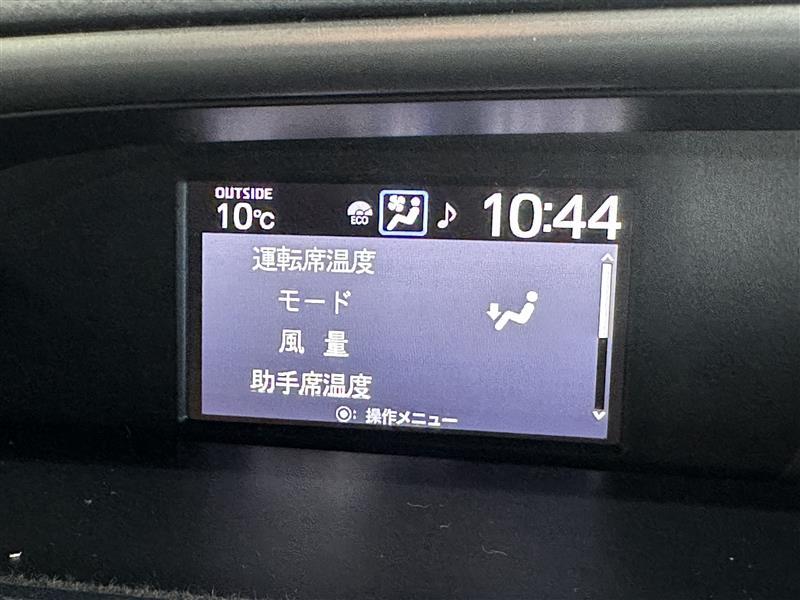 OUTSIDE
10℃
ECO
10:44
運転席温度
モード
風 量
助手席温度
◉: 操作メニュー